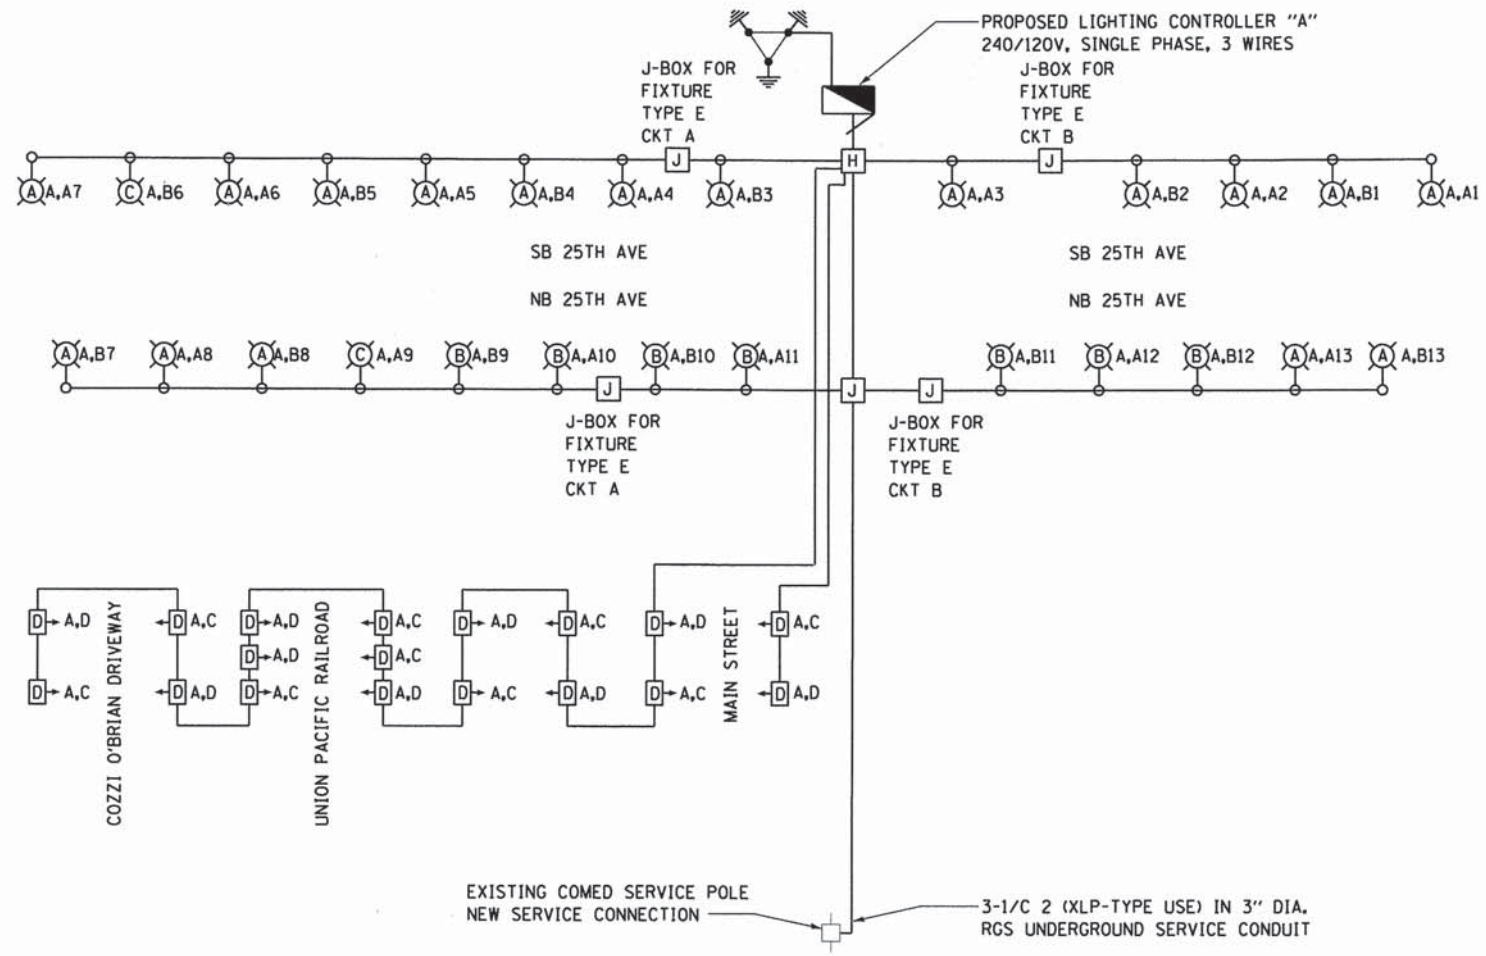 PROPOSED LIGHTING CONTROLLER "A"
240/120V, SINGLE PHASE, 3 WIRES
J-BOX FOR
FIXTURE
TYPE E
CKT A
J-BOX FOR
FIXTURE
TYPE E
CKT B
J
H
J
A A,A7
C A,B6
A A,A6
A A,B5
A A,A5
A A,B4
A A,A4
A A,B3
A A,A3
A A,B2
A A,A2
A A,B1
A A,A1
SB 25TH AVE
SB 25TH AVE
NB 25TH AVE
NB 25TH AVE
A A,B7
A A,A8
A A,B8
C A,A9
B A,B9
B A,A10
B A,B10
B A,A11
B A,B11
B A,A12
B A,B12
A A,A13
A A,B13
J
J
J
J-BOX FOR
FIXTURE
TYPE E
CKT A
J-BOX FOR
FIXTURE
TYPE E
CKT B
D A,D
D A,C
D A,D
D A,C
D A,D
D A,C
D A,D
D A,C
D A,D
D A,C
D A,C
D A,D
D A,C
D A,D
D A,C
D A,D
D A,C
D A,D
COZZI O'BRIAN DRIVEWAY
UNION PACIFIC RAILROAD
MAIN STREET
EXISTING COMED SERVICE POLE
NEW SERVICE CONNECTION
3-1/C 2 (XLP-TYPE USE) IN 3" DIA.
RGS UNDERGROUND SERVICE CONDUIT